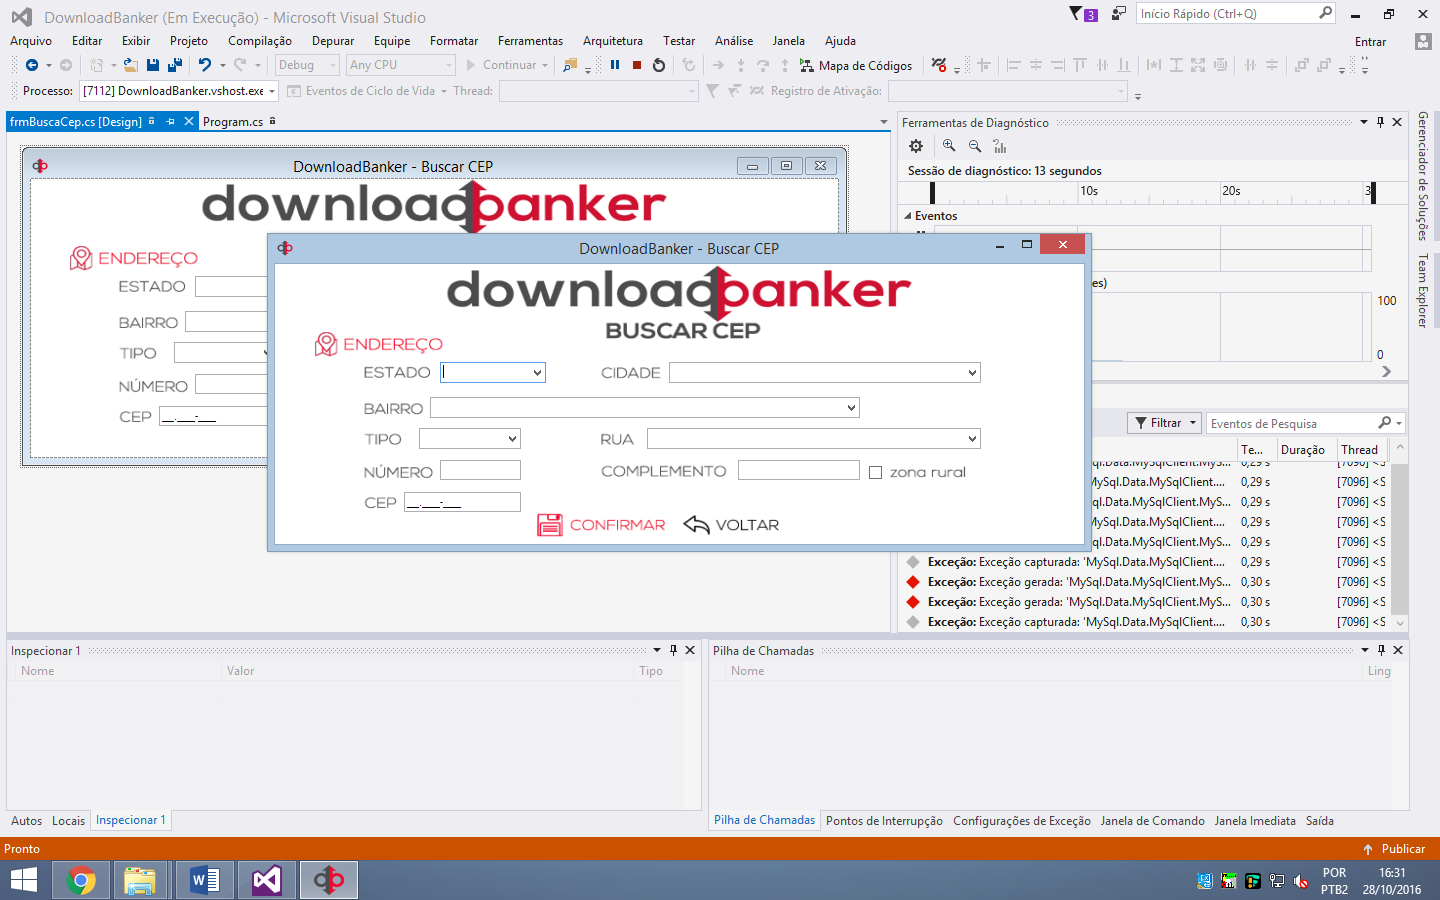 DownloadBanker (Em Execução) - Microsoft Visual Studio
3
Início Rápido (Ctrl+Q)
Arquivo Editar Exibir Projeto Compilação Depurar Equipe Formatar Ferramentas Arquitetura Testar Análise Janela Ajuda
Entrar
Debug Any CPU Continuar Mapa de Códigos
Processo: [7112] DownloadBanker.vshost.exe Eventos de Ciclo de Vida Thread: Registro de Ativação:
frmBuscaCep.cs [Design] Program.cs
DownloadBanker - Buscar CEP
downloadbanker
ENDEREÇO
ESTADO
BAIRRO
TIPO
NÚMERO
CEP __.___-___
DownloadBanker - Buscar CEP
downloadbanker
BUSCAR CEP
ENDEREÇO
ESTADO CIDADE
BAIRRO
TIPO RUA
NÚMERO COMPLEMENTO zona rural
CEP __.___-___
CONFIRMAR VOLTAR
Ferramentas de Diagnóstico
Sessão de diagnóstico: 13 segundos
10s 20s 3
Eventos
es)
100
0
Filtrar Eventos de Pesquisa
Te... Duração Thread
ql.Data.MySqlClient.... 0,29 s [7096] <S
MySql.Data.MySqlClient.... 0,29 s [7096] <S
ySql.Data.MySqlClient.MyS... 0,29 s [7096] <S
ySql.Data.MySqlClient.MyS... 0,29 s [7096] <S
MySql.Data.MySqlClient.MyS... 0,29 s [7096] <S
Exceção: Exceção capturada: 'MySql.Data.MySqlClient.... 0,29 s [7096] <S
Exceção: Exceção gerada: 'MySql.Data.MySqlClient.MyS... 0,30 s [7096] <S
Exceção: Exceção gerada: 'MySql.Data.MySqlClient.MyS... 0,30 s [7096] <S
Exceção: Exceção capturada: 'MySql.Data.MySqlClient.... 0,30 s [7096] <S
Gerenciador de Soluções
Team Explorer
Inspecionar 1
Nome Valor Tipo
Pilha de Chamadas
Nome Ling
Autos Locais Inspecionar 1
Pilha de Chamadas Pontos de Interrupção Configurações de Exceção Janela de Comando Janela Imediata Saída
Pronto
Publicar
POR
PTB2
16:31
28/10/2016